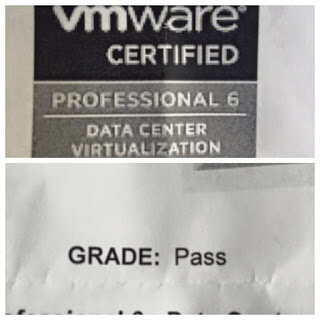 vmware®
CERTIFIED
PROFESSIONAL 6
DATA CENTER
VIRTUALIZATION
GRADE: Pass